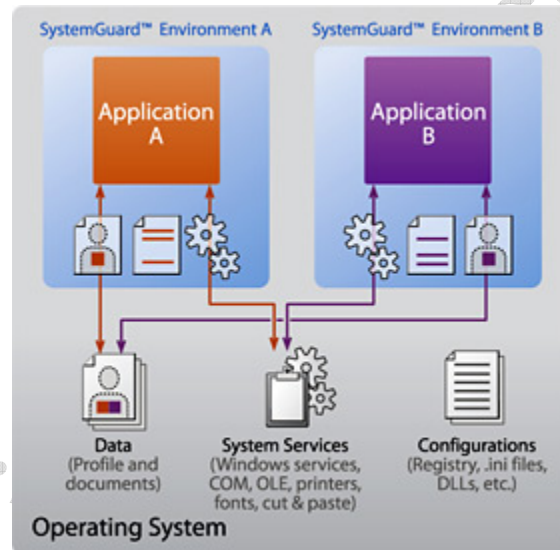 SystemGuard™ Environment A
SystemGuard™ Environment B
Application
A
Application
B
Data
(Profile and
documents)
System Services
(Windows services,
COM, OLE, printers,
fonts, cut & paste)
Configurations
(Registry, .ini files,
DLLs, etc.)
Operating System